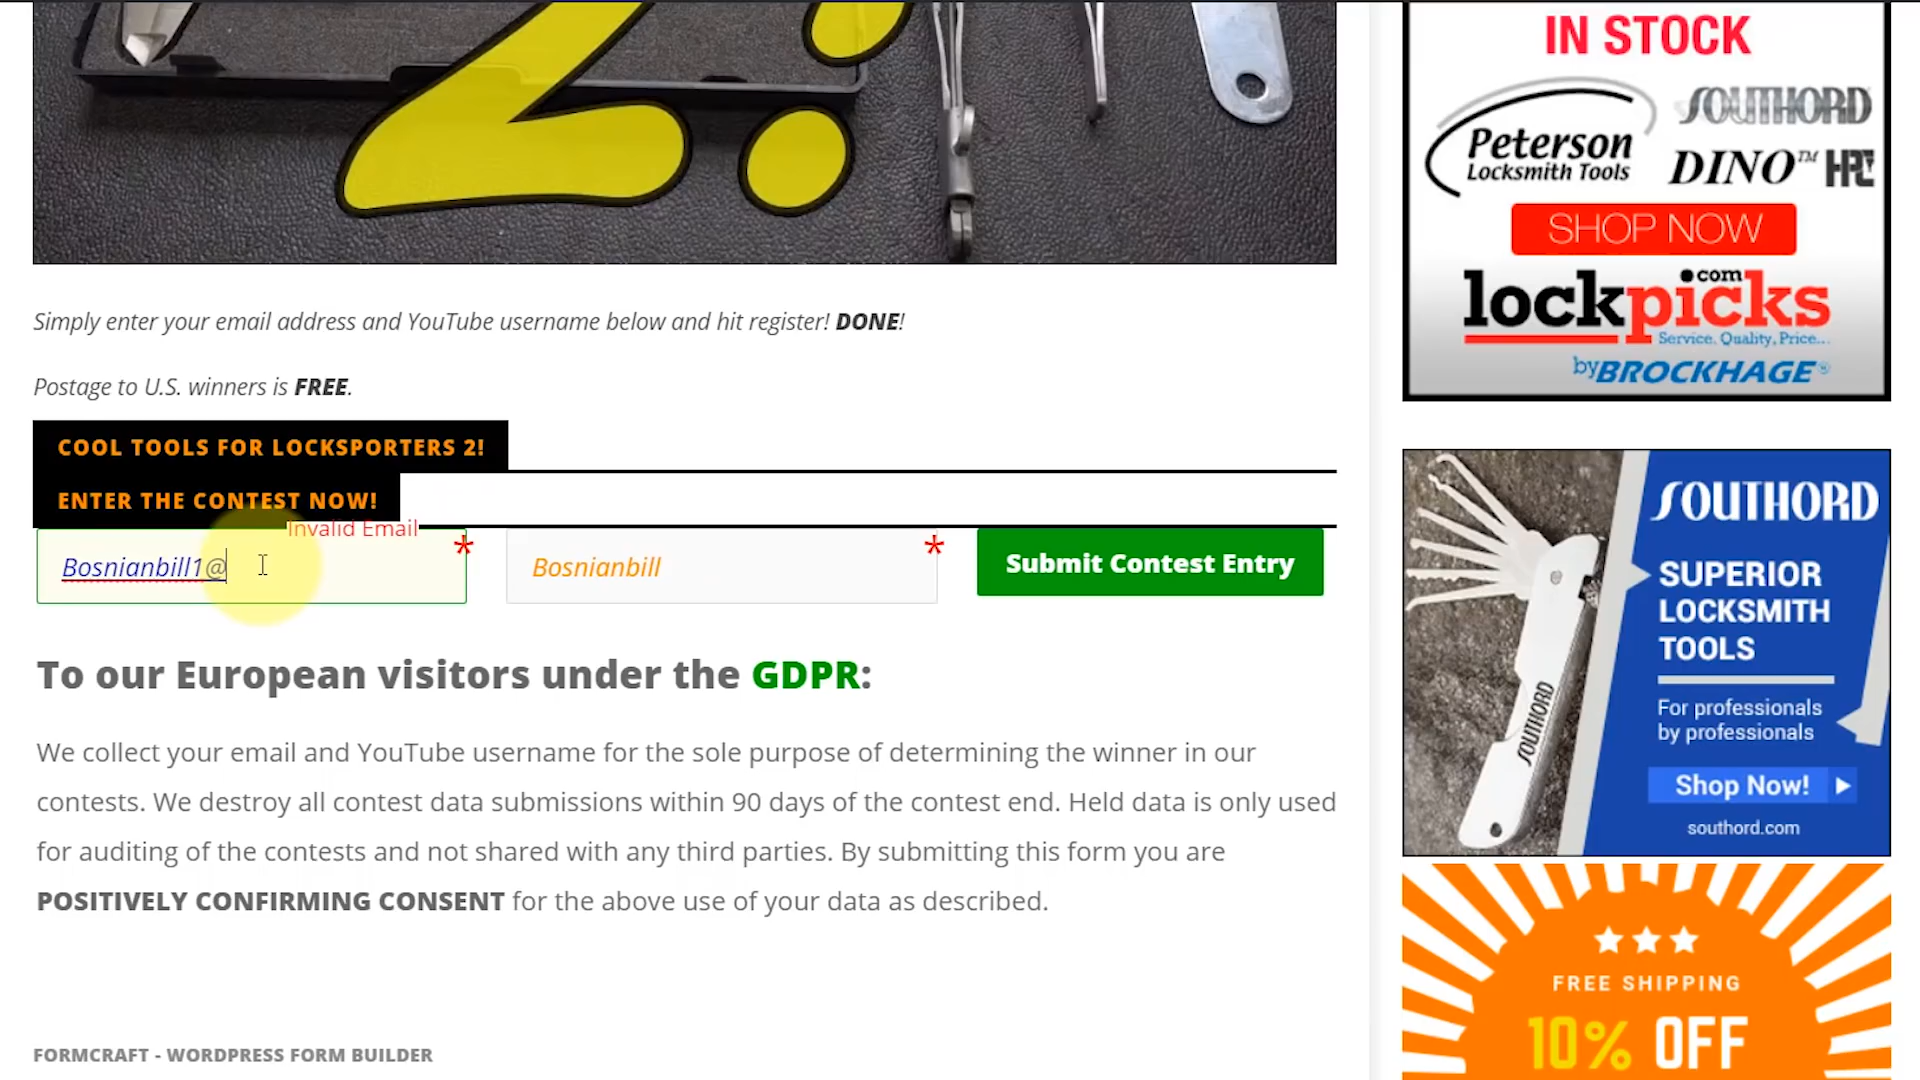 2!
Simply enter your email address and YouTube username below and hit register! DONE!
Postage to U.S. winners is FREE.
COOL TOOLS FOR LOCKSPORTERS 2!
ENTER THE CONTEST NOW!
Invalid Email
Bosnianbill1@
*
Bosnianbill
*
Submit Contest Entry
To our European visitors under the GDPR:
We collect your email and YouTube username for the sole purpose of determining the winner in our
contests. We destroy all contest data submissions within 90 days of the contest end. Held data is only used
for auditing of the contests and not shared with any third parties. By submitting this form you are
POSITIVELY CONFIRMING CONSENT for the above use of your data as described.
FORMCRAFT - WORDPRESS FORM BUILDER
IN STOCK
Peterson
Locksmith Tools
SOUTHORD
DINO™ HPC
SHOP NOW
lockpicks.com
Service, Quality, Price...
by BROCKHAGE®
SOUTHORD
SUPERIOR
LOCKSMITH
TOOLS
For professionals
by professionals
Shop Now!
southord.com
SOUTHORD
FREE SHIPPING
10% OFF